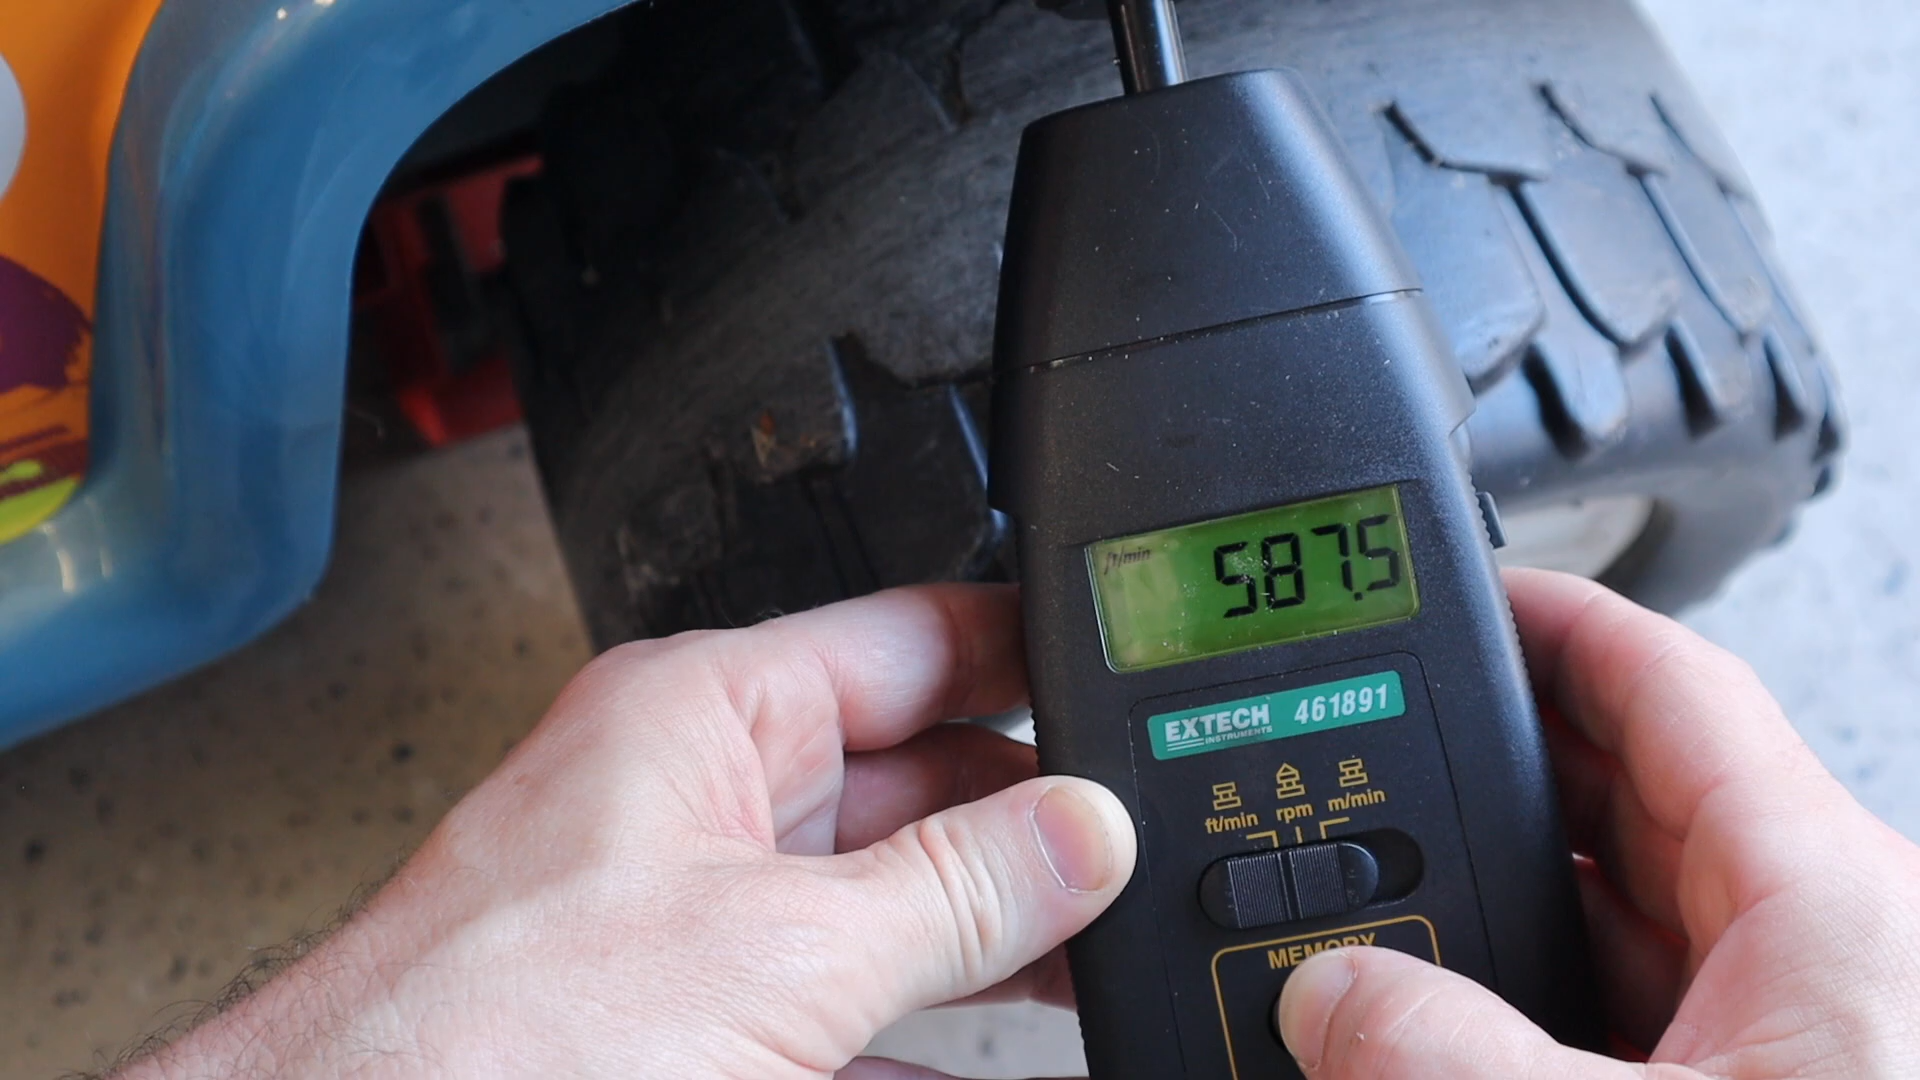 ft/min 587.5
EXTECH 461891
INSTRUMENTS
ft/min rpm m/min
MEMORY